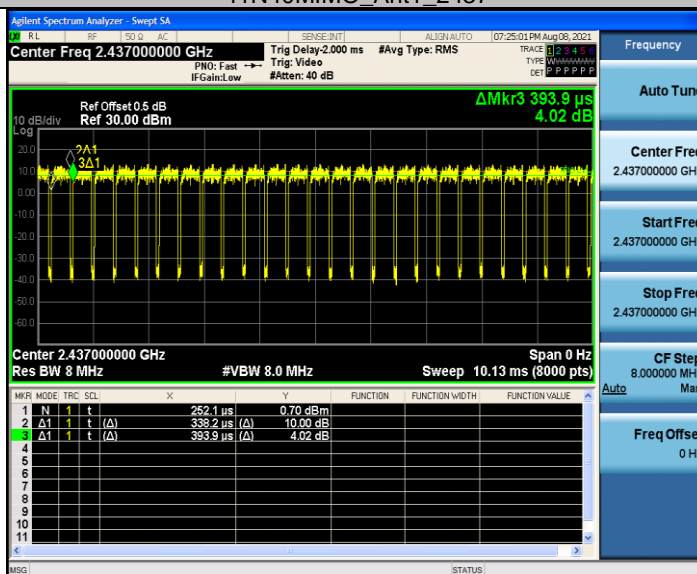 Agilent Spectrum Analyzer - Swept SA
RL RF 50 Ω AC SENSE:INT ALIGN AUTO 07:25:01 PM Aug 08, 2021
Center Freq 2.437000000 GHz
PNO: Fast
IFGain:Low
Trig Delay-2.000 ms
Trig: Video
#Atten: 40 dB
#Avg Type: RMS
TRACE 1 2 3 4 5 6
TYPE W
DET P P P P P P
Ref Offset 0.5 dB
10 dB/div Ref 30.00 dBm
Log
ΔMkr3 393.9 µs
4.02 dB
2Δ1
3Δ1
20.0
10.0
0.00
-10.0
-20.0
-30.0
-40.0
-50.0
-60.0
Center 2.437000000 GHz Span 0 Hz
Res BW 8 MHz #VBW 8.0 MHz Sweep 10.13 ms (8000 pts)
MKR MODE TRC SCL X Y FUNCTION FUNCTION WIDTH FUNCTION VALUE
1 N 1 t 252.1 µs 0.70 dBm
2 Δ1 1 t (Δ) 338.2 µs (Δ) 10.00 dB
3 Δ1 1 t (Δ) 393.9 µs (Δ) 4.02 dB
4
5
6
7
8
9
10
11
MSG STATUS
Frequency
Auto Tun
Center Fre
2.437000000 GH
Start Fre
2.437000000 GH
Stop Fre
2.437000000 GH
CF Step
8.000000 MH
Auto Ma
Freq Offse
0 H